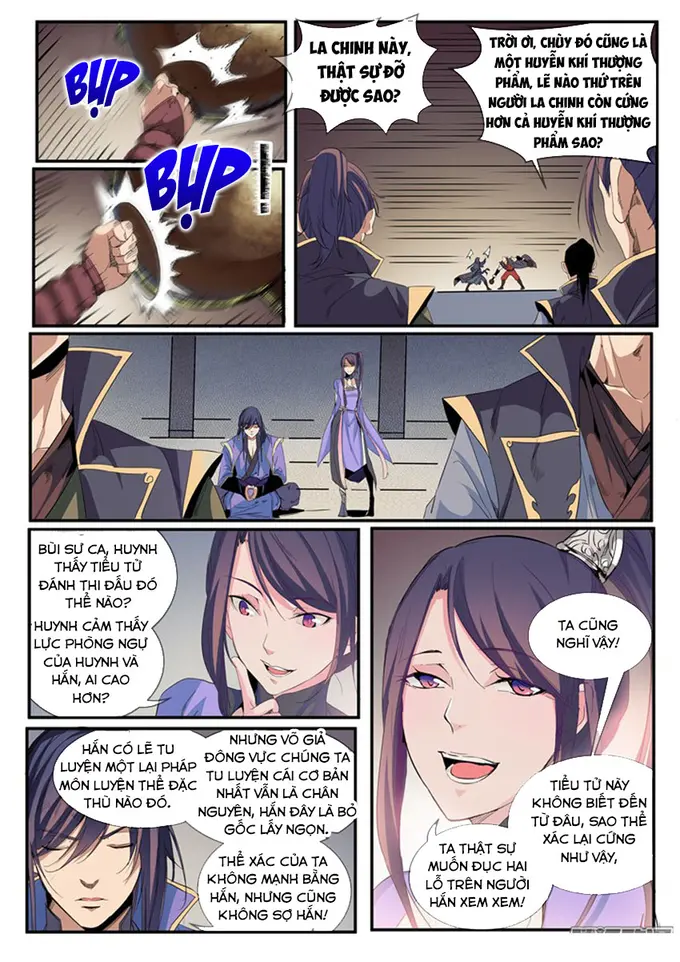 BỤP
BỤP
LA CHINH NÀY,
THẬT SỰ ĐỠ
ĐƯỢC SAO?
TRỜI ƠI, CHÙY ĐÓ CŨNG LÀ
MỘT HUYỄN KHÍ THƯỢNG
PHẨM, LẼ NÀO THỨ TRÊN
NGƯỜI LA CHINH CÒN CỨNG
HƠN CẢ HUYỄN KHÍ THƯỢNG
PHẨM SAO?
BÙI SƯ CA, HUYNH
THẤY TIỂU TỬ
ĐÁNH THI ĐẤU ĐÓ
THẾ NÀO?
HUYNH CẢM THẤY
LỰC PHÒNG NGỰ
CỦA HUYNH VÀ
HẮN, AI CAO
HƠN?
HẮN CÓ LẼ TU
LUYỆN MỘT LẠI PHÁP
MÔN LUYỆN THỂ ĐẶC
THÙ NÀO ĐÓ.
NHƯNG VÕ GIẢ
ĐÔNG VỰC CHÚNG TA
TU LUYỆN CÁI CƠ BẢN
NHẤT VẪN LÀ CHÂN
NGUYÊN, HẮN ĐÂY LÀ BỎ
GỐC LẤY NGỌN.
THỂ XÁC CỦA TA
KHÔNG MẠNH BẰNG
HẮN, NHƯNG CŨNG
KHÔNG SỢ HẮN!
TA CŨNG
NGHĨ VẬY!
TIỂU TỬ NÀY
KHÔNG BIẾT ĐẾN
TỪ ĐÂU, SAO THỂ
XÁC LẠI CỨNG
NHƯ VẬY,
TA THẬT SỰ
MUỐN ĐỤC HAI
LỖ TRÊN NGƯỜI
HẮN XEM XEM!